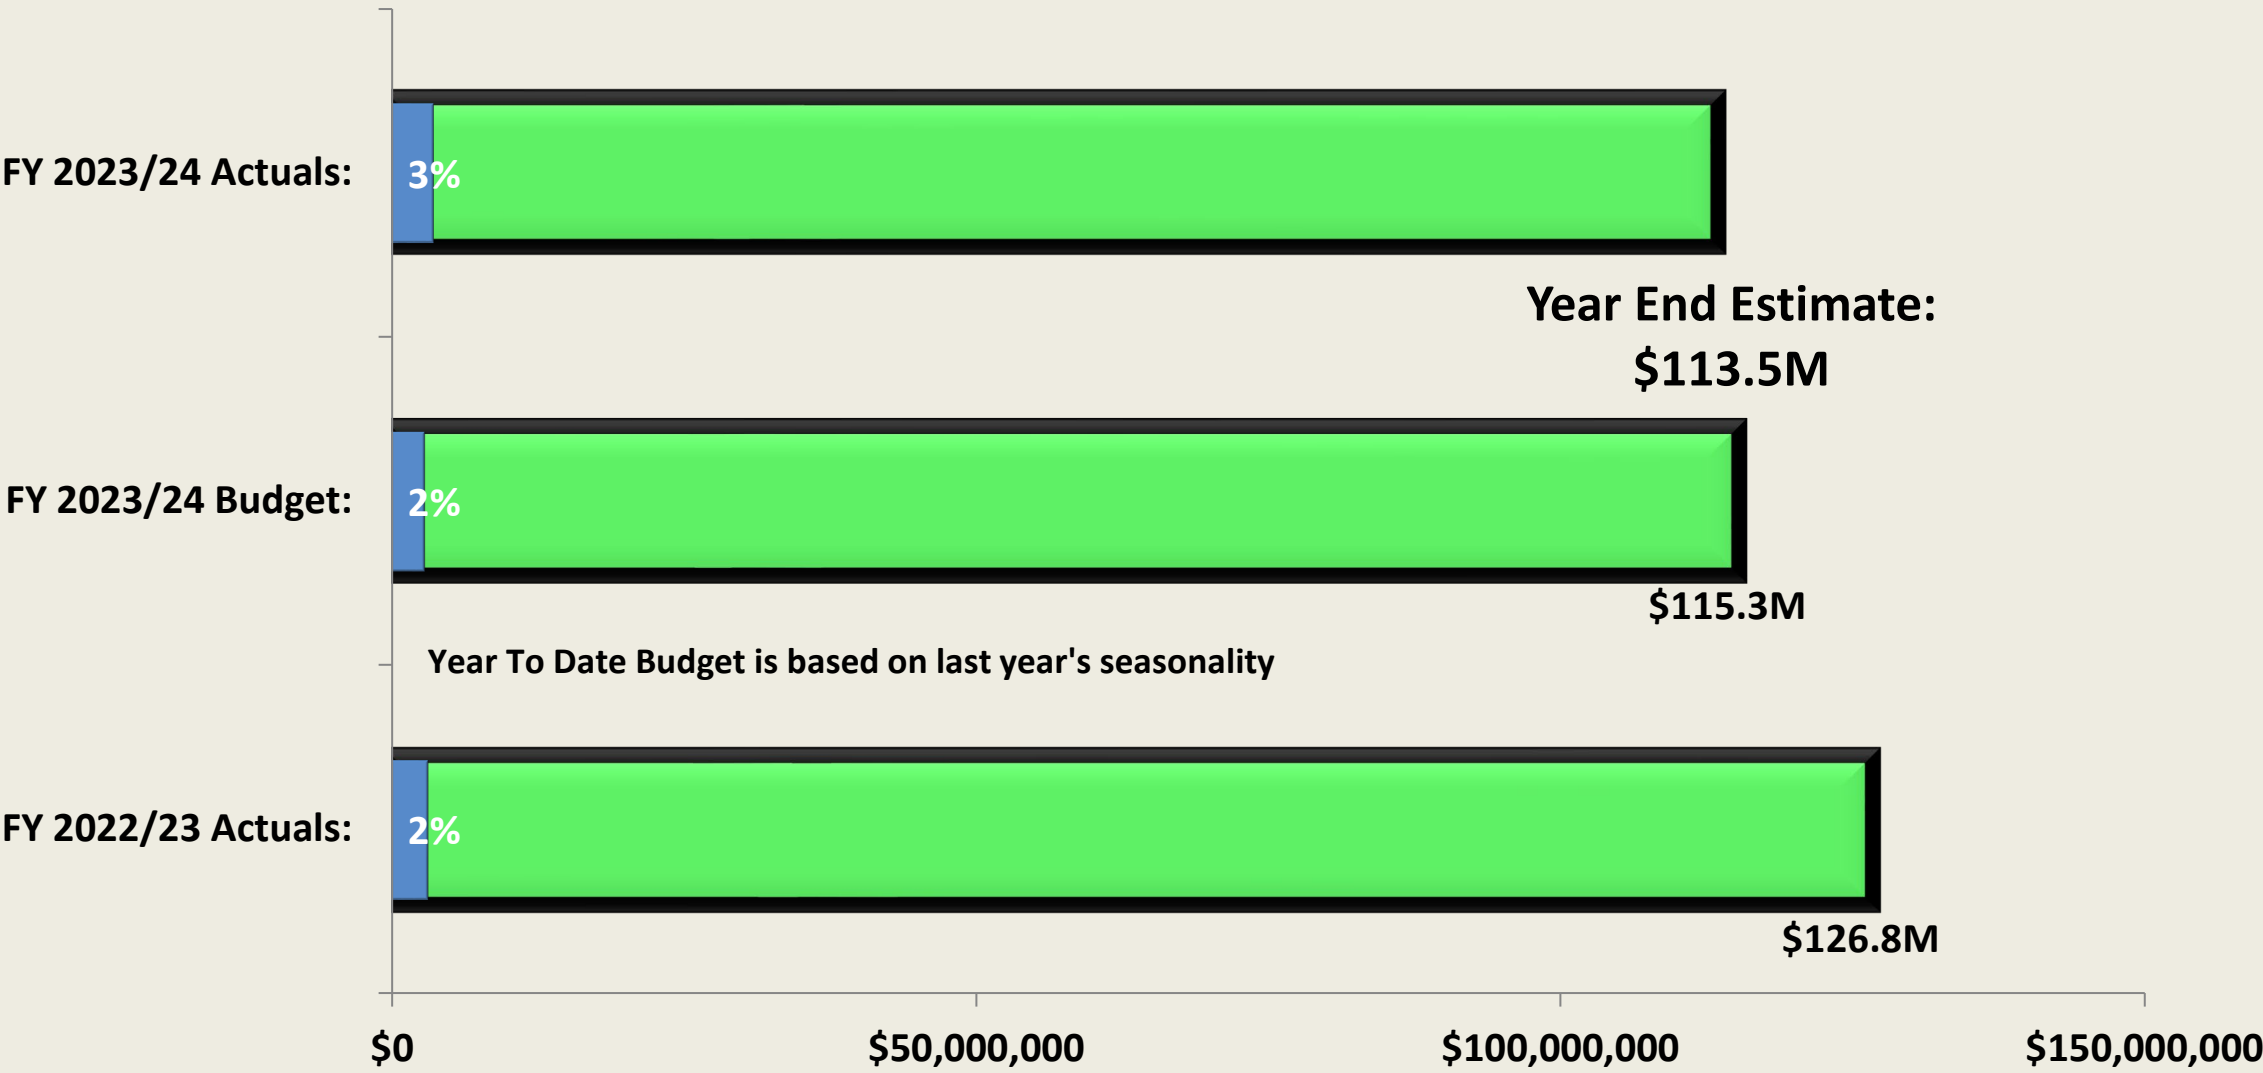 FY 2023/24 Actuals:
3%
Year End Estimate:
$113.5M
FY 2023/24 Budget:
2%
$115.3M
Year To Date Budget is based on last year's seasonality
FY 2022/23 Actuals:
2%
$126.8M
$0
$50,000,000
$100,000,000
$150,000,000